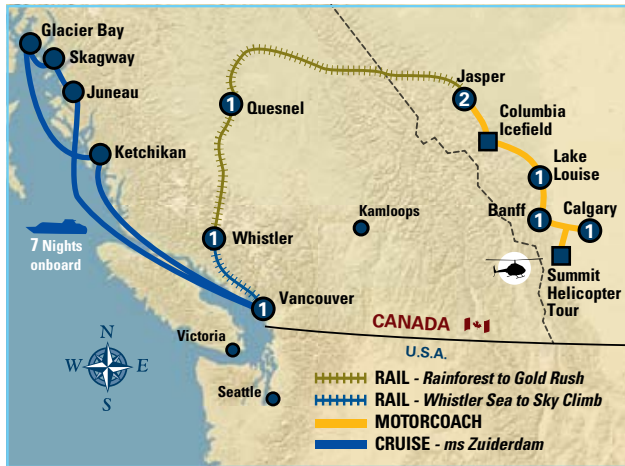 Glacier Bay
Skagway
Juneau
Ketchikan
7 Nights
onboard
1
Quesnel
Jasper
2
Columbia
Icefield
Lake
Louise
1
Banff
1
Calgary
1
Summit
Helicopter
Tour
Kamloops
1
Whistler
Vancouver
1
Victoria
Seattle
CANADA
U.S.A.
N
W
E
S
RAIL - Rainforest to Gold Rush
RAIL - Whistler Sea to Sky Climb
MOTORCOACH
CRUISE - ms Zuiderdam